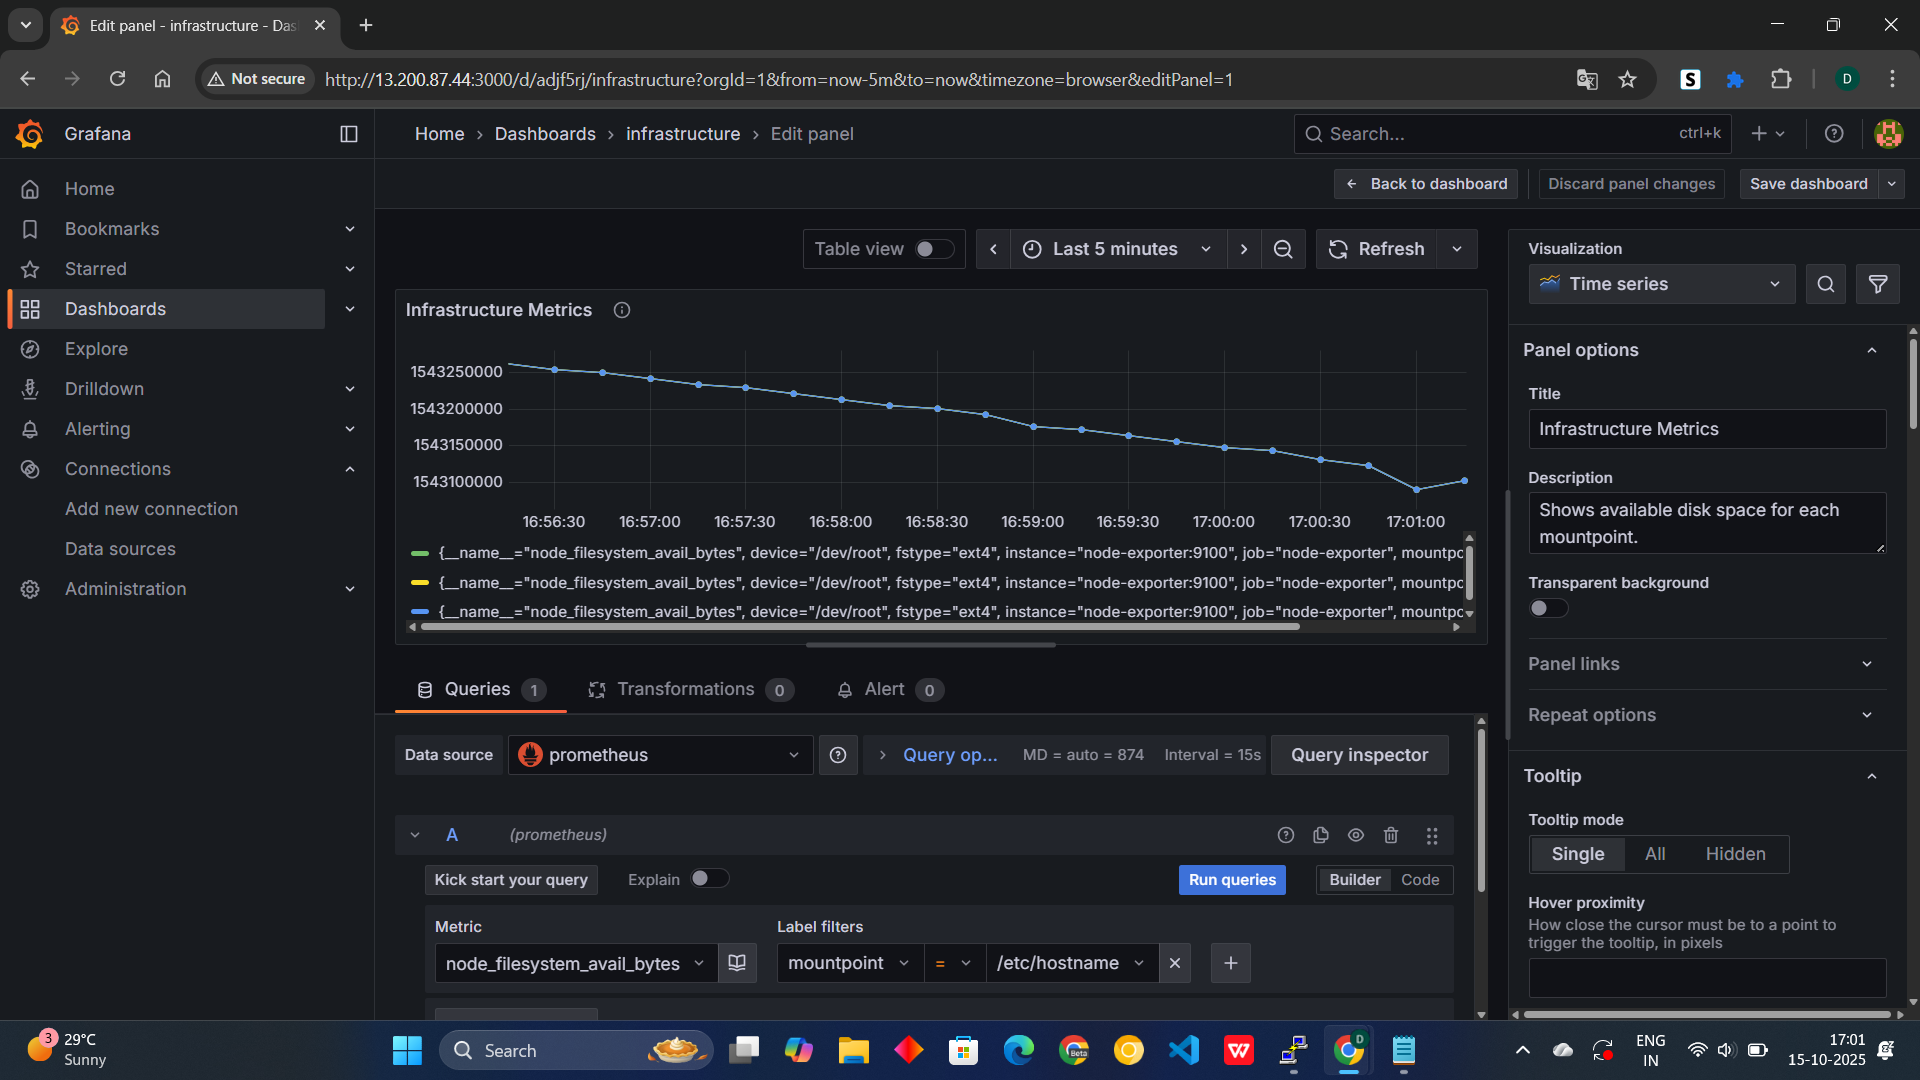 Edit panel - infrastructure - Das
Not secure
http://13.200.87.44:3000/d/adjf5rj/infrastructure?orgId=1&from=now-5m&to=now&timezone=browser&editPanel=1
S
D
Grafana
Home › Dashboards › infrastructure › Edit panel
Search...
ctrl+k
Back to dashboard
Discard panel changes
Save dashboard
Home
Bookmarks
Starred
Dashboards
Explore
Drilldown
Alerting
Connections
Add new connection
Data sources
Administration
Table view
Last 5 minutes
Refresh
Infrastructure Metrics
1543250000
1543200000
1543150000
1543100000
16:56:30 16:57:00 16:57:30 16:58:00 16:58:30 16:59:00 16:59:30 17:00:00 17:00:30 17:01:00
{__name__="node_filesystem_avail_bytes", device="/dev/root", fstype="ext4", instance="node-exporter:9100", job="node-exporter", mountpo
{__name__="node_filesystem_avail_bytes", device="/dev/root", fstype="ext4", instance="node-exporter:9100", job="node-exporter", mountpo
{__name__="node_filesystem_avail_bytes", device="/dev/root", fstype="ext4", instance="node-exporter:9100", job="node-exporter", mountpo
Queries 1
Transformations 0
Alert 0
Data source
prometheus
Query op...
MD = auto = 874
Interval = 15s
Query inspector
A
(prometheus)
Kick start your query
Explain
Run queries
Builder
Code
Metric
Label filters
node_filesystem_avail_bytes
mountpoint
=
/etc/hostname
Visualization
Time series
Panel options
Title
Infrastructure Metrics
Description
Shows available disk space for each
mountpoint.
Transparent background
Panel links
Repeat options
Tooltip
Tooltip mode
Single
All
Hidden
Hover proximity
How close the cursor must be to a point to
trigger the tooltip, in pixels
3
29°C
Sunny
Search
Beta
W
D
ENG
IN
17:01
15-10-2025